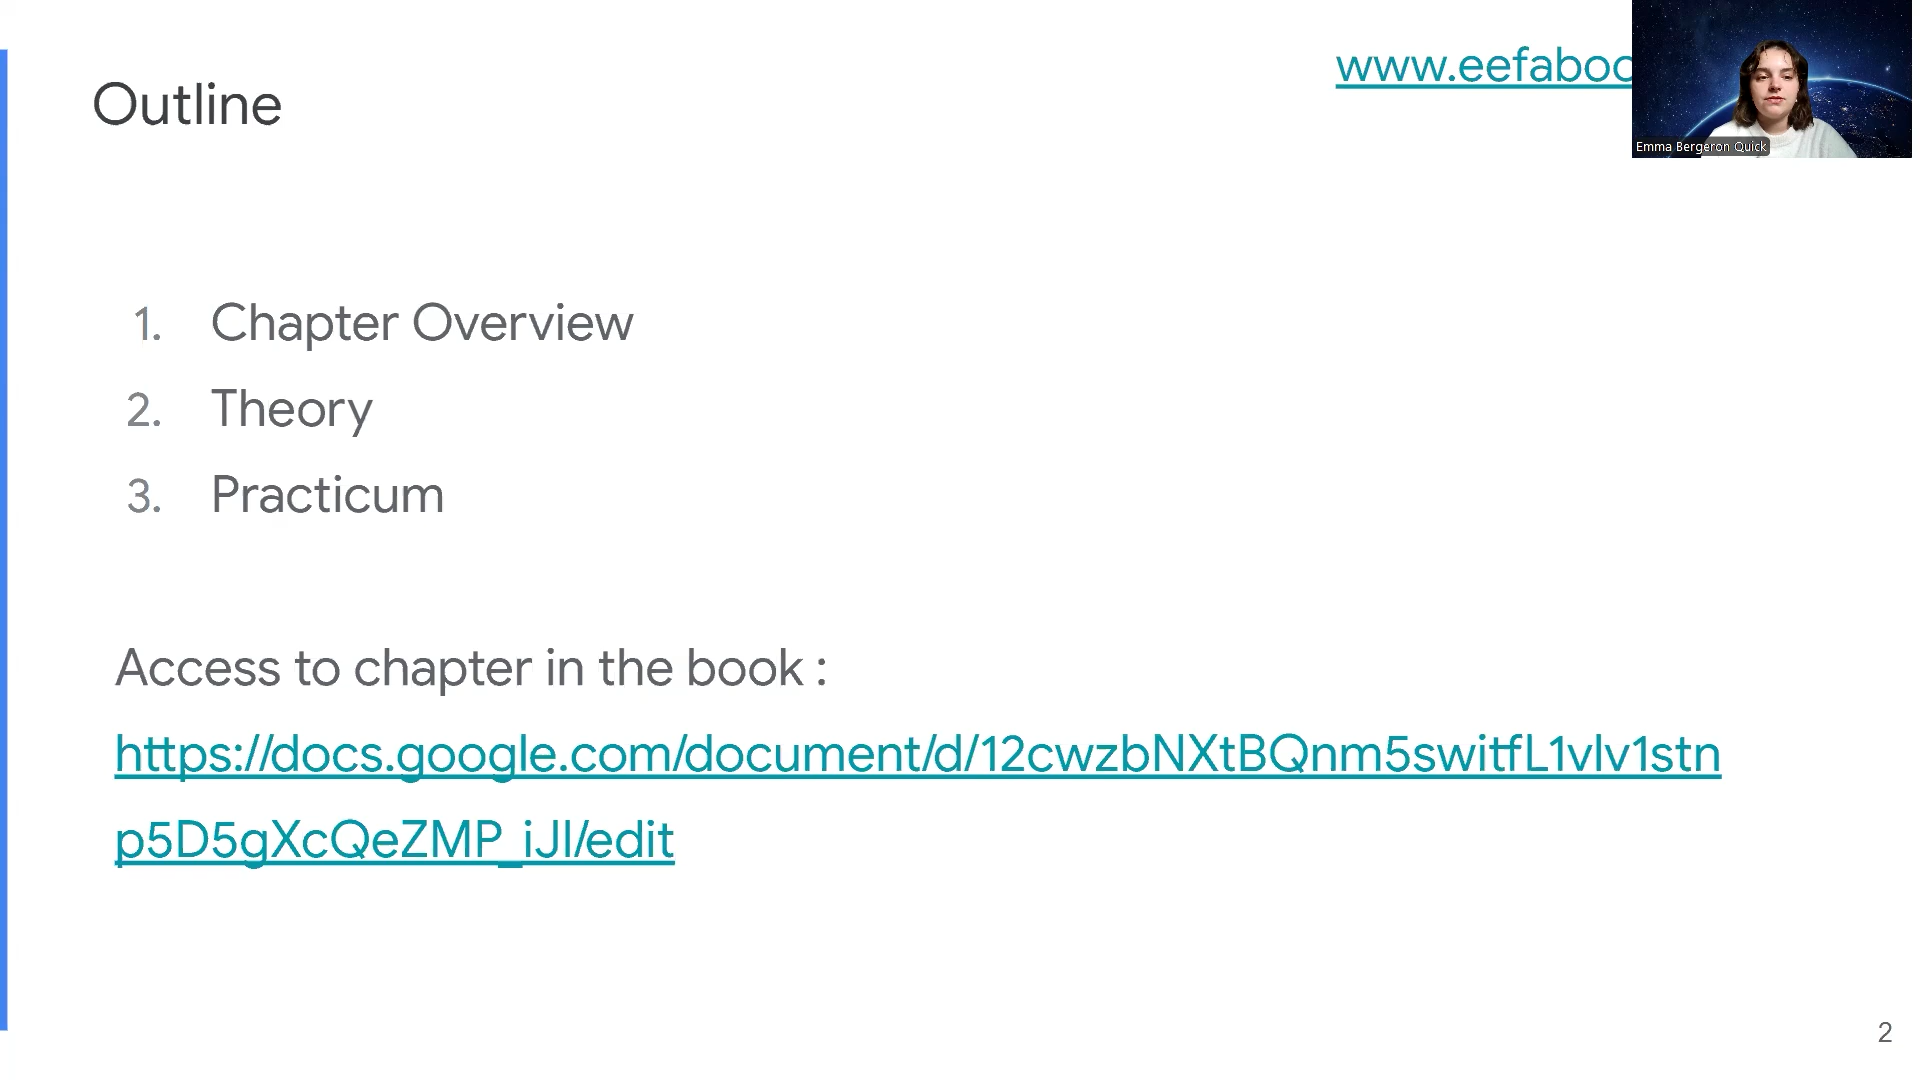 www.eefaboo
Outline
Emma Bergeron Quick
1. Chapter Overview
2. Theory
3. Practicum
Access to chapter in the book :
https://docs.google.com/document/d/12cwzbNXtBQnm5switfL1vlv1stn
p5D5gXcQeZMP_iJI/edit
2